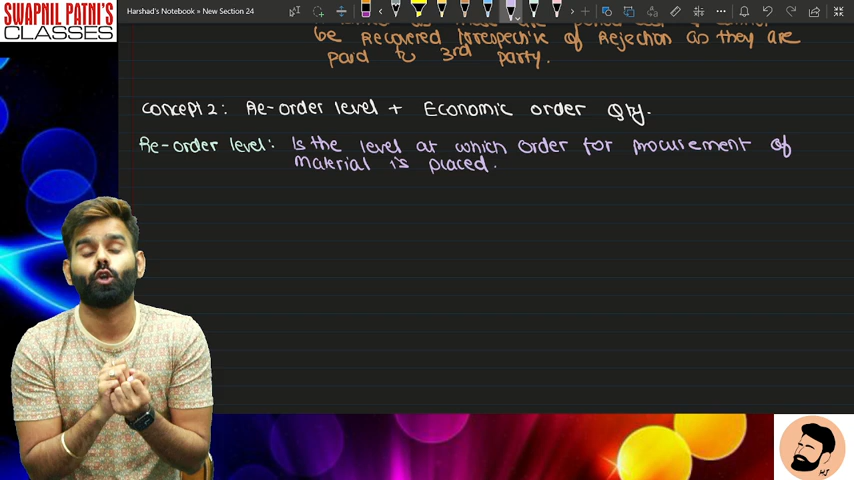 SWAPNIL PATNI'S
CLASSES
Harshad's Notebook » New Section 24
be Recovered Irrespective of Rejection as they are
paid to 3rd party.
Concept 2: Re-order level + Economic order Qty.
Re-order level: Is the level at which order for procurement of
material is placed.
HS